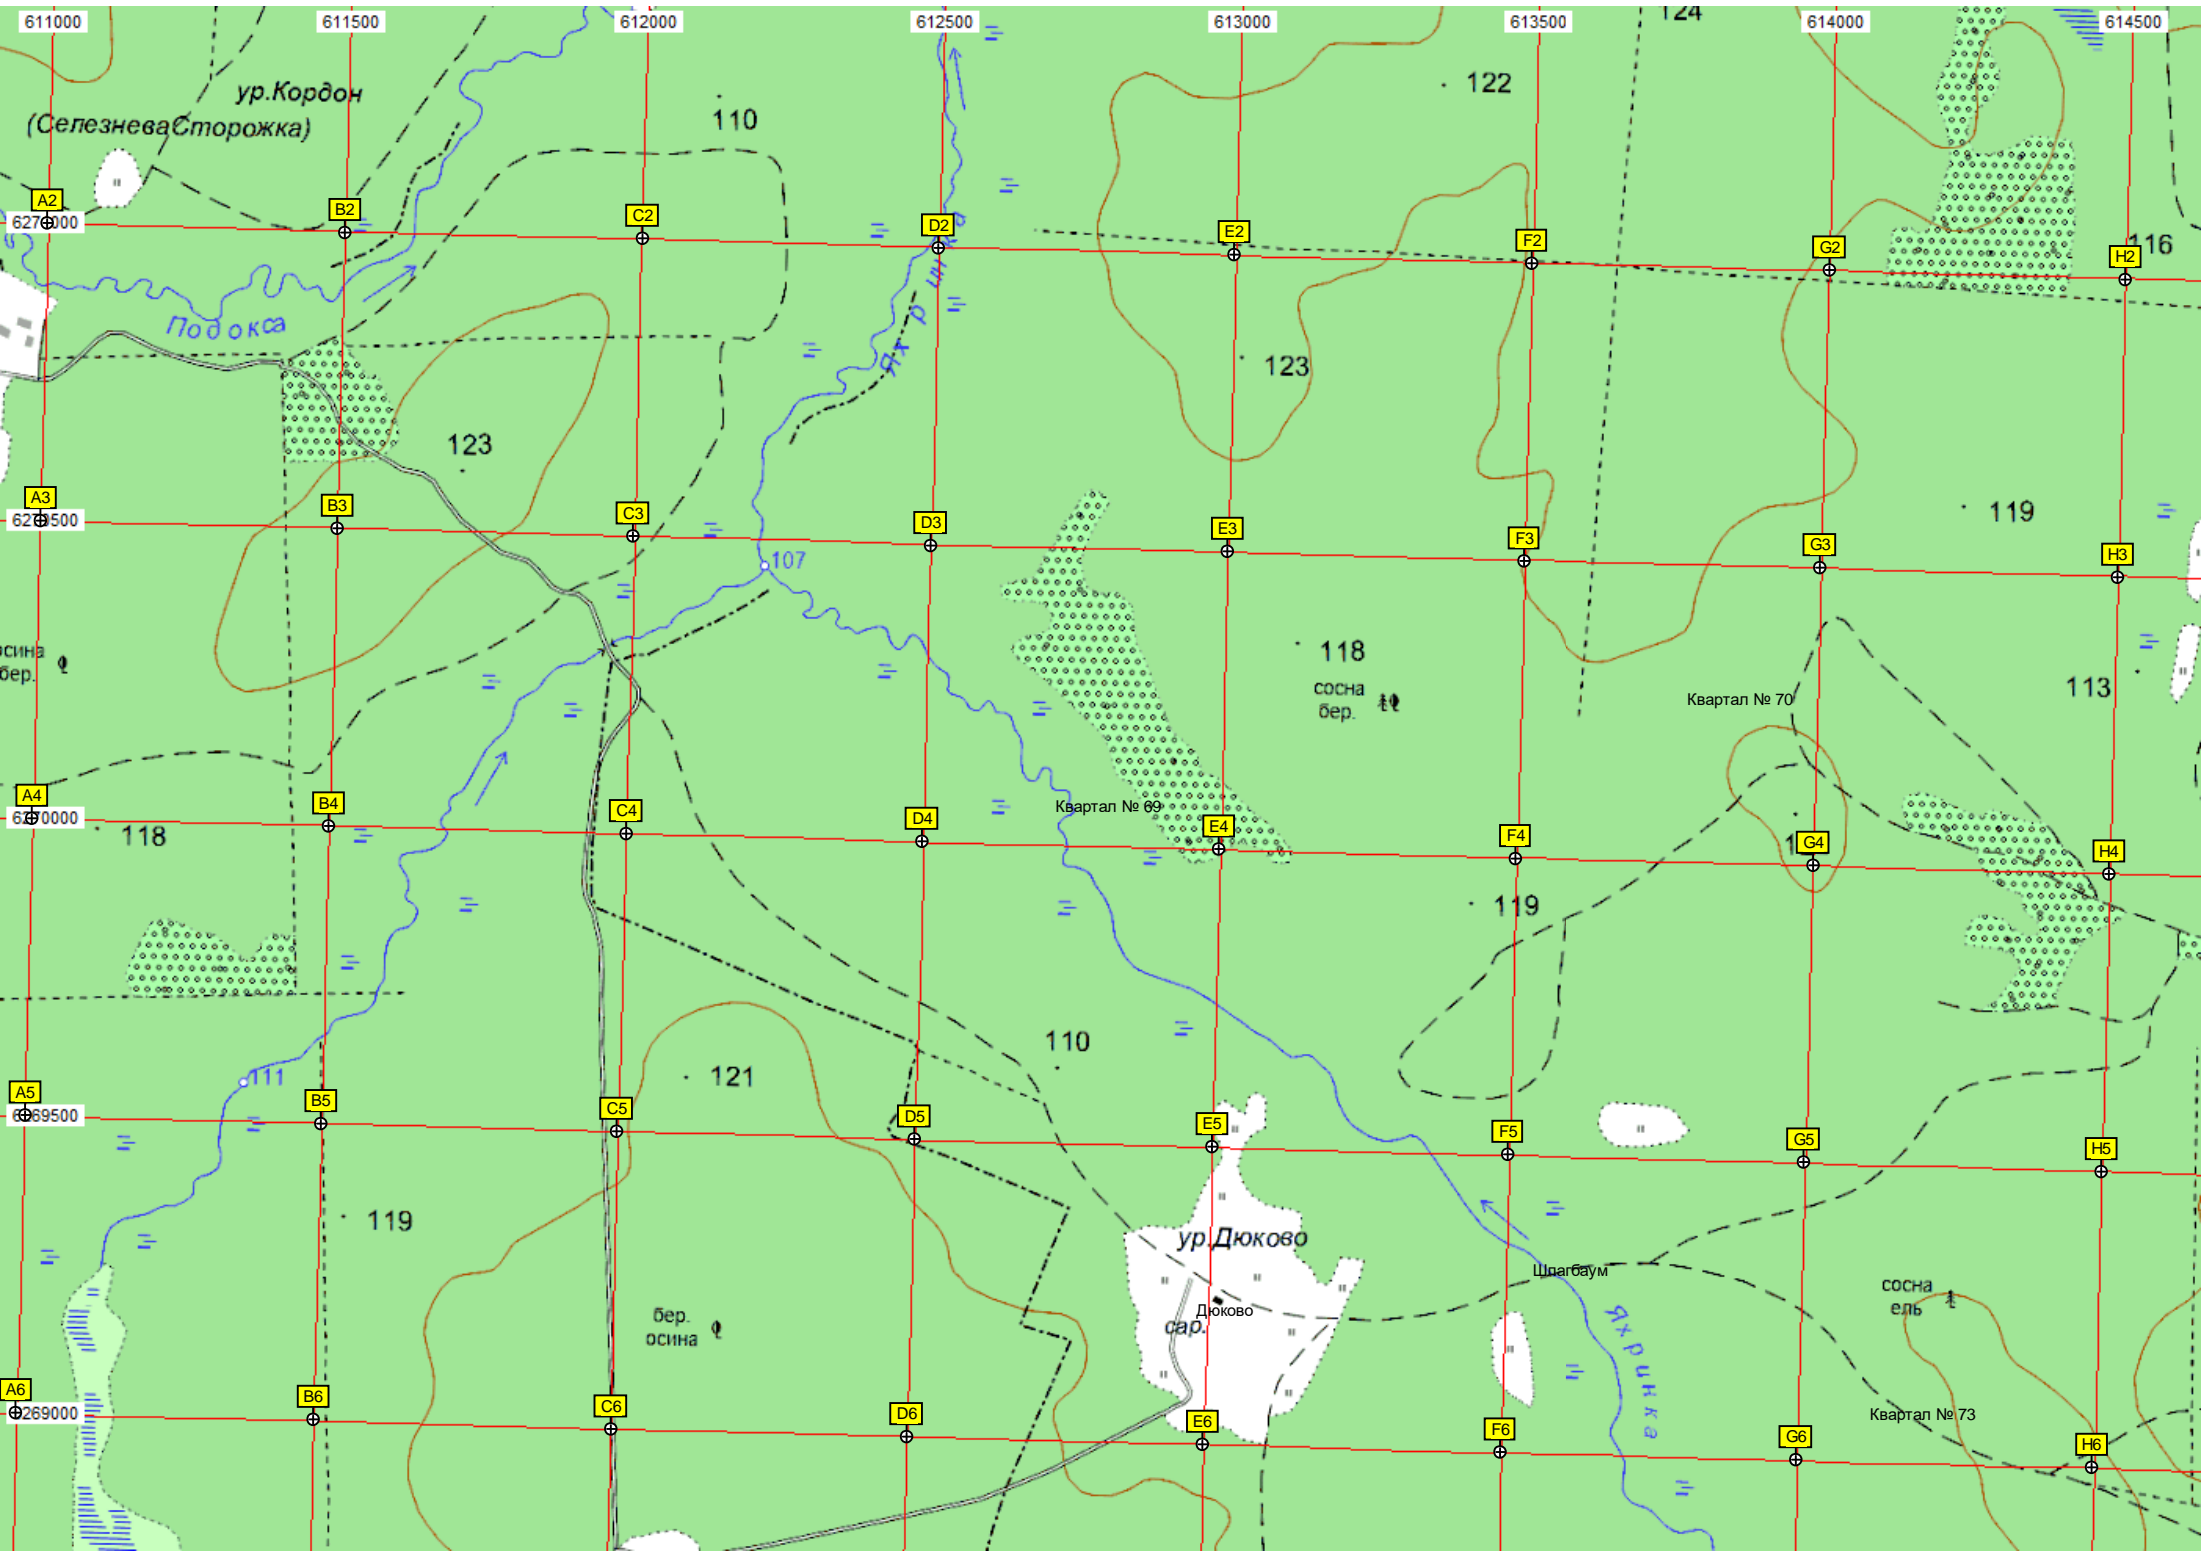 611000 611500 612000 612500 613000 613500 614000 614500
124
ур.Кордон
(Селезнева Сторожка)
110
122
A2 B2 C2 D2 E2 F2 G2 H2
116
Подокса
Яхринка
123
123
A3 B3 C3 D3 E3 F3 G3 H3
119
107
осина
бер.
118
сосна
бер.
113
Квартал № 70
Квартал № 69
A4 B4 C4 D4 E4 F4 G4 H4
118
119
110
111
121
A5 B5 C5 D5 E5 F5 G5 H5
119
ур.Дюково
Шлагбаум
Дюково
сар.
бер.
осина
сосна
ель
Яхринка
Квартал № 73
A6 B6 C6 D6 E6 F6 G6 H6